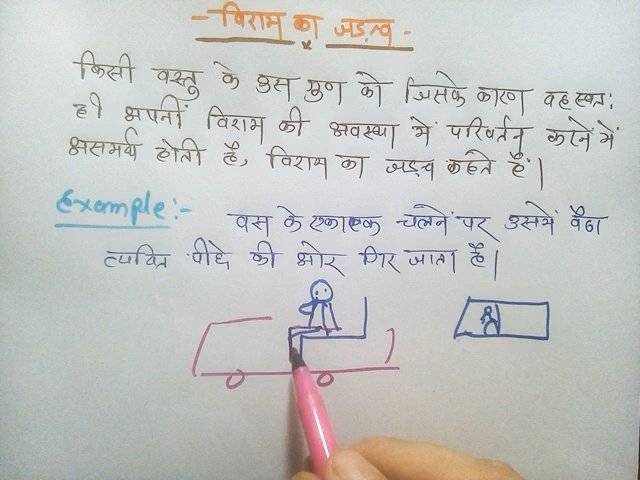 - विराम का जड़त्व -
किसी वस्तु के उस गुण को जिसके कारण वह स्वतः
ही अपनीं विराम की अवस्था में परिवर्तन करने में
असमर्थ होती है, विराम का जड़त्व कहते हैं।
Example:- बस के एकाएक चलनें पर उसमें बैठा
व्यक्ति पीछे की ओर गिर जाता है।